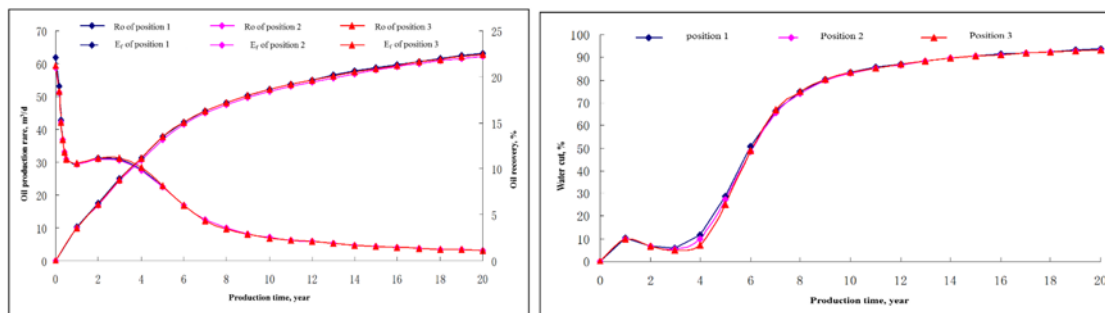 Ro of position 1 Ro of position 2 Ro of position 3
Er of position 1 Er of position 2 Er of position 3
Oil production rare, m³/d
70
60
50
40
30
20
10
0
0 2 4 6 8 10 12 14 16 18 20
Production time, year
25
20
15
10
5
0
Oil recovery, %
position 1 Position 2 Position 3
Water cut, %
100
90
80
70
60
50
40
30
20
10
0
0 2 4 6 8 10 12 14 16 18 20
Production time, year